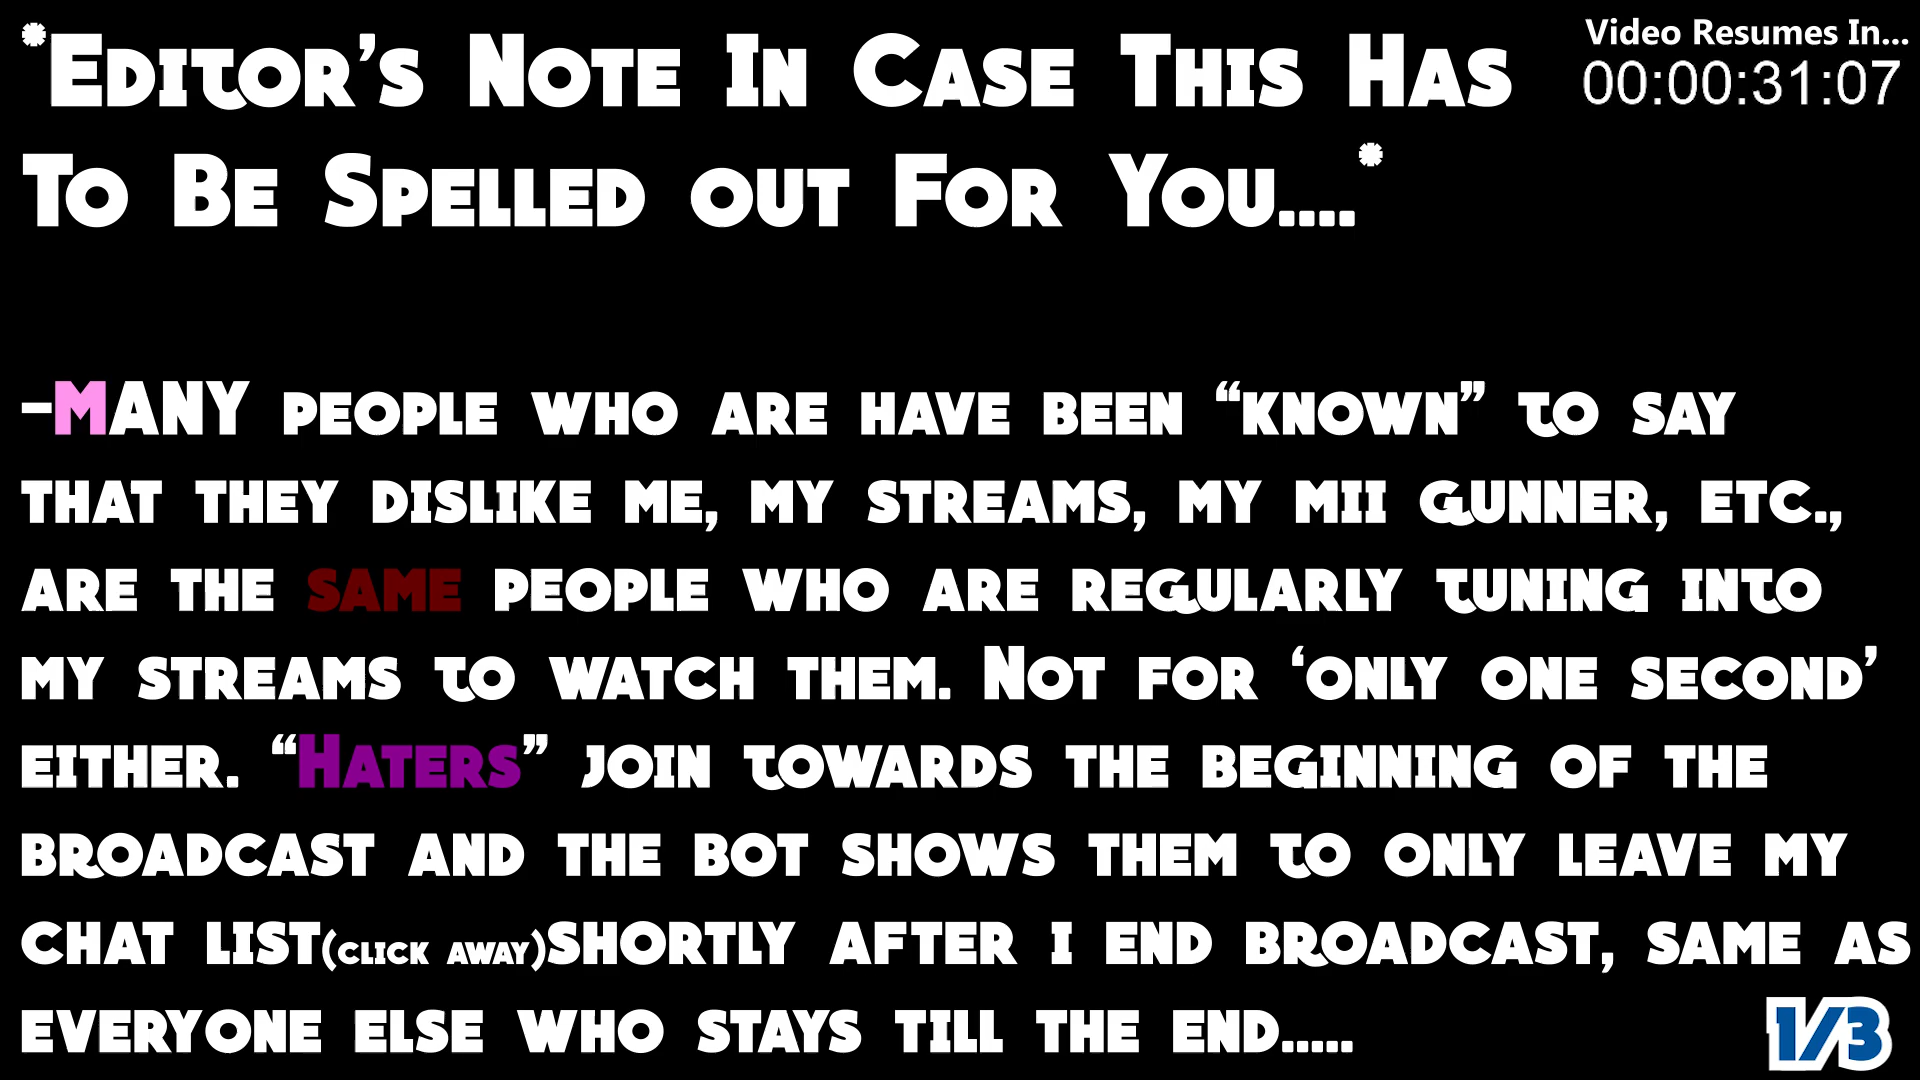 *Editor’s Note In Case This Has
Video Resumes In...
00:00:31:07
To Be Spelled out For You....*
-MANY people who are have been “known” to say
that they dislike me, my streams, my mii gunner, etc.,
are the same people who are regularly tuning into
my streams to watch them. Not for ‘only one second’
either. “Haters” join towards the beginning of the
broadcast and the bot shows them to only leave my
chat list(click away)shortly after I end broadcast, same as
everyone else who stays till the end.....
1/3